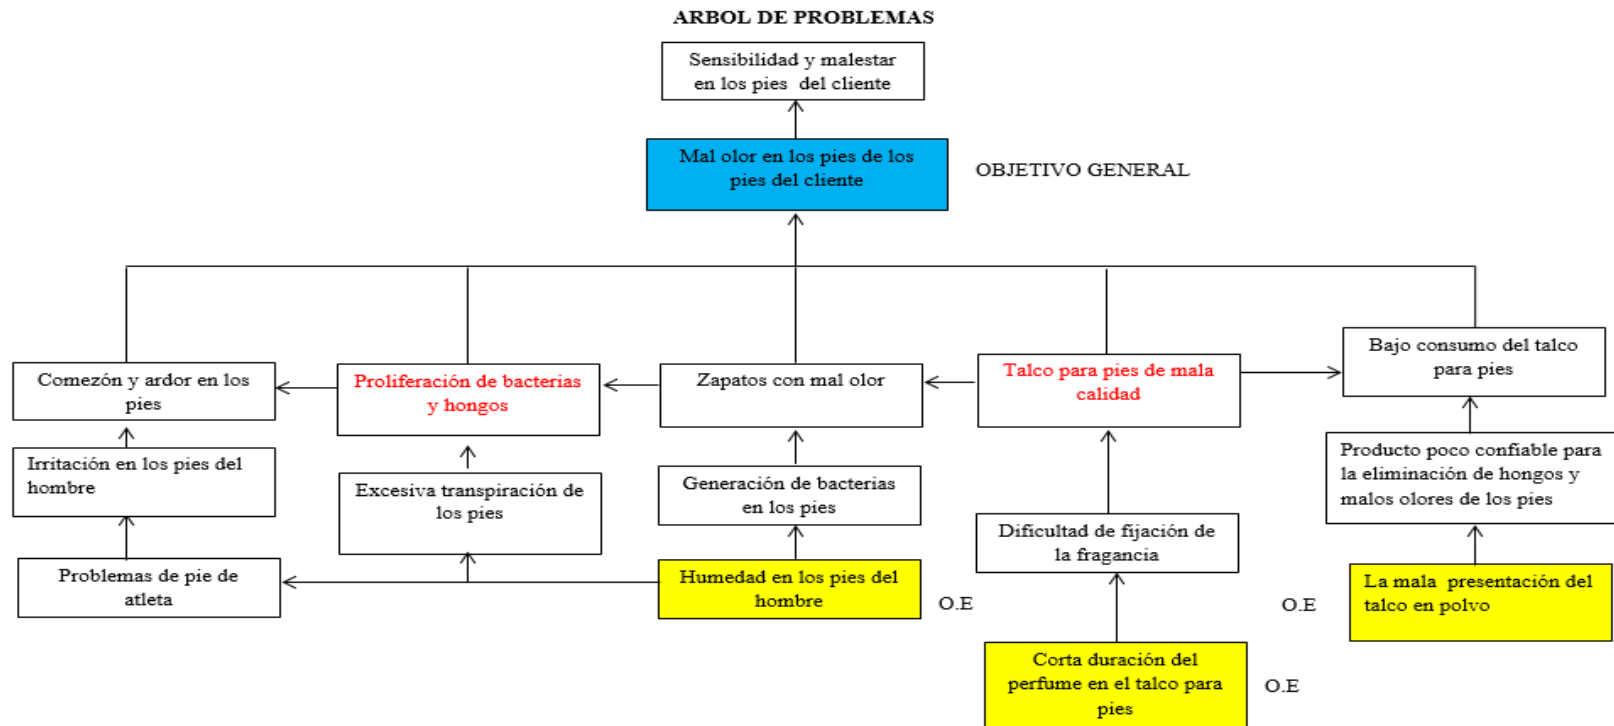 ARBOL DE PROBLEMAS
Sensibilidad y malestar
en los pies del cliente
Mal olor en los pies de los
pies del cliente
OBJETIVO GENERAL
Comezón y ardor en los
pies
Proliferación de bacterias
y hongos
Zapatos con mal olor
Talco para pies de mala
calidad
Bajo consumo del talco
para pies
Irritación en los pies del
hombre
Excesiva transpiración de
los pies
Generación de bacterias
en los pies
Dificultad de fijación de
la fragancia
Producto poco confiable para
la eliminación de hongos y
malos olores de los pies
Problemas de pie de
atleta
Humedad en los pies del
hombre
O.E
O.E
La mala presentación del
talco en polvo
Corta duración del
perfume en el talco para
pies
O.E